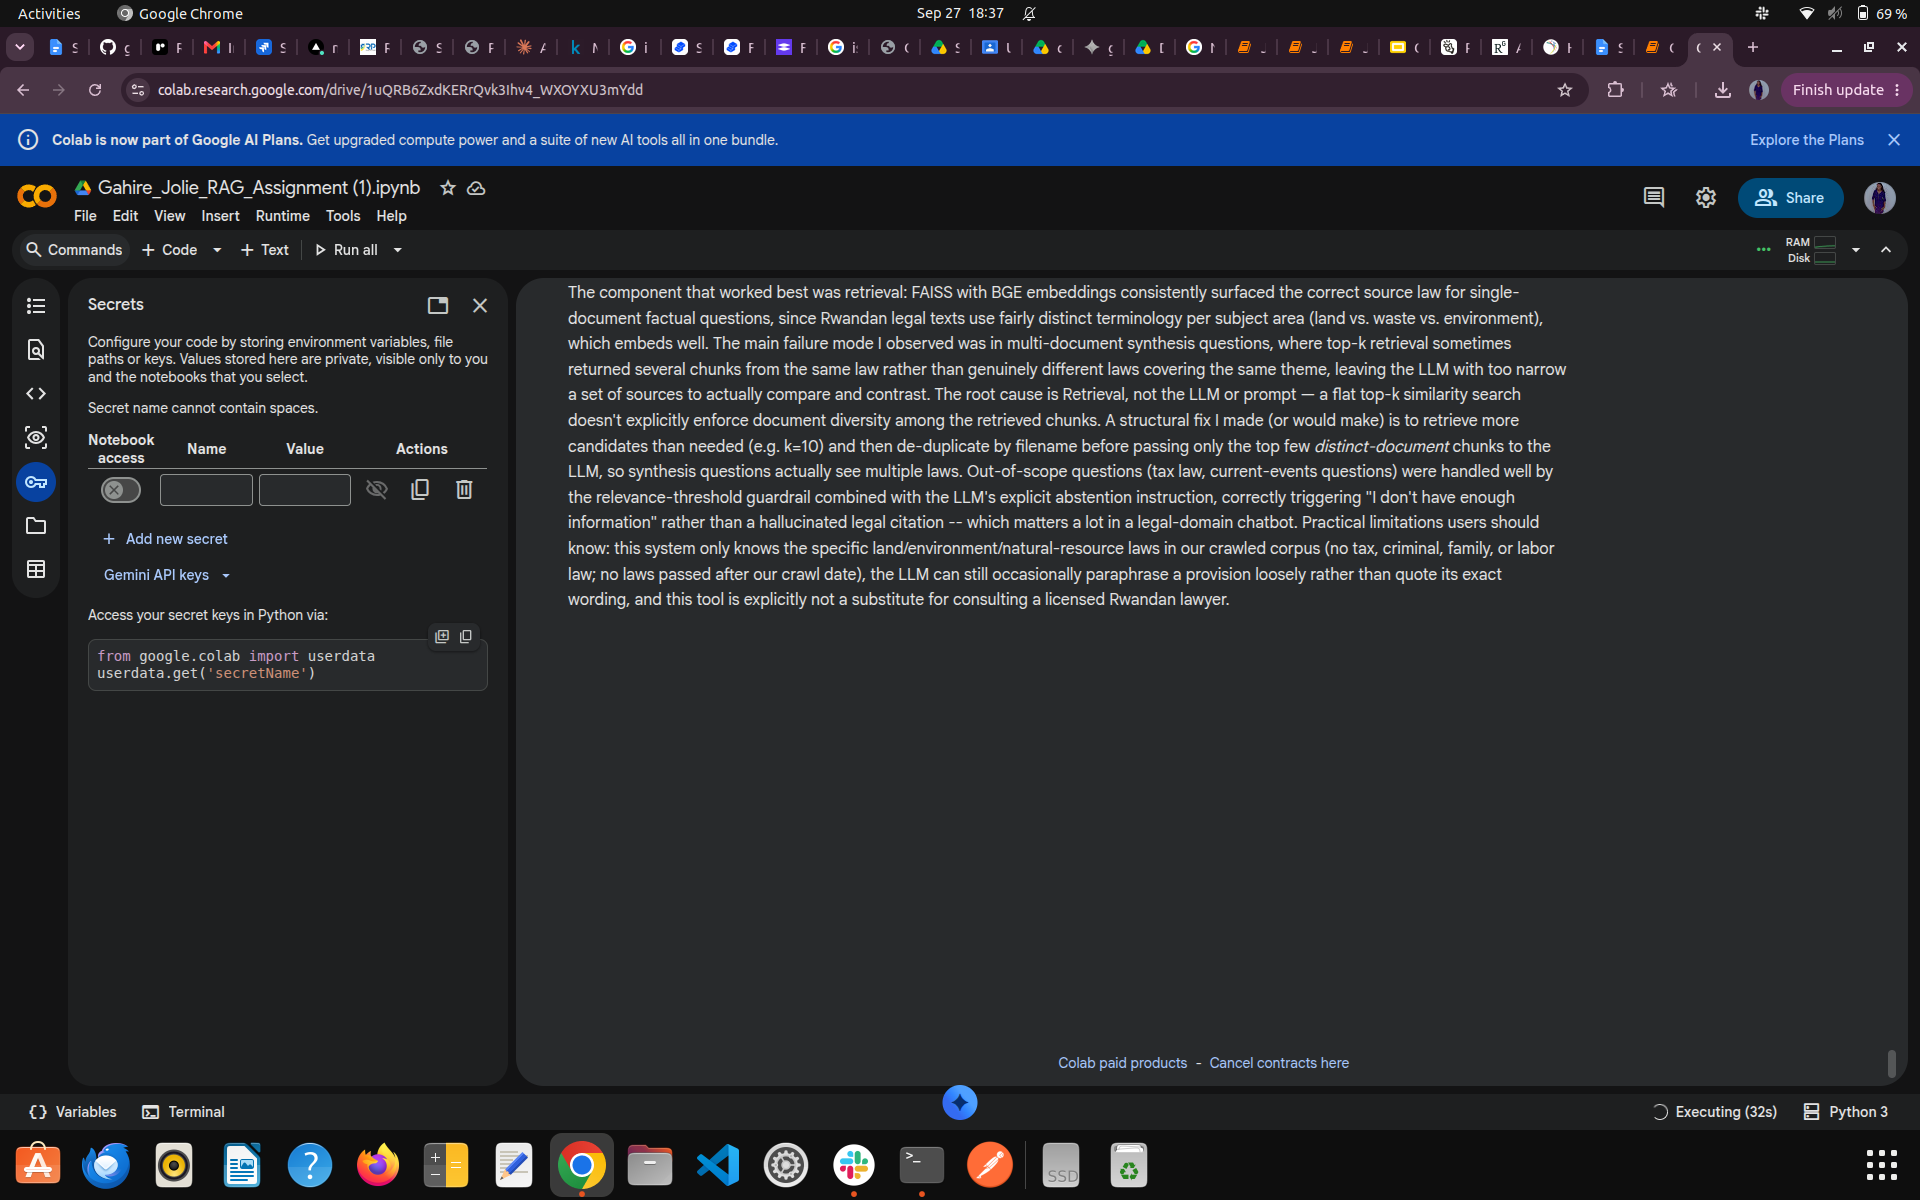 Activities
Google Chrome
Sep 27 18:37
69 %
colab.research.google.com/drive/1uQRB6ZxdKERrQvk3Ihv4_WXOYXU3mYdd
Finish update
Colab is now part of Google AI Plans. Get upgraded compute power and a suite of new AI tools all in one bundle.
Explore the Plans
Gahire_Jolie_RAG_Assignment (1).ipynb
File Edit View Insert Runtime Tools Help
Share
Commands + Code + Text Run all
RAM
Disk
Secrets
Configure your code by storing environment variables, file
paths or keys. Values stored here are private, visible only to you
and the notebooks that you select.
Secret name cannot contain spaces.
Notebook access
Name
Value
Actions
+ Add new secret
Gemini API keys
Access your secret keys in Python via:
from google.colab import userdata
userdata.get('secretName')
The component that worked best was retrieval: FAISS with BGE embeddings consistently surfaced the correct source law for single-
document factual questions, since Rwandan legal texts use fairly distinct terminology per subject area (land vs. waste vs. environment),
which embeds well. The main failure mode I observed was in multi-document synthesis questions, where top-k retrieval sometimes
returned several chunks from the same law rather than genuinely different laws covering the same theme, leaving the LLM with too narrow
a set of sources to actually compare and contrast. The root cause is Retrieval, not the LLM or prompt — a flat top-k similarity search
doesn't explicitly enforce document diversity among the retrieved chunks. A structural fix I made (or would make) is to retrieve more
candidates than needed (e.g. k=10) and then de-duplicate by filename before passing only the top few distinct-document chunks to the
LLM, so synthesis questions actually see multiple laws. Out-of-scope questions (tax law, current-events questions) were handled well by
the relevance-threshold guardrail combined with the LLM's explicit abstention instruction, correctly triggering "I don't have enough
information" rather than a hallucinated legal citation -- which matters a lot in a legal-domain chatbot. Practical limitations users should
know: this system only knows the specific land/environment/natural-resource laws in our crawled corpus (no tax, criminal, family, or labor
law; no laws passed after our crawl date), the LLM can still occasionally paraphrase a provision loosely rather than quote its exact
wording, and this tool is explicitly not a substitute for consulting a licensed Rwandan lawyer.
Colab paid products - Cancel contracts here
{} Variables
Terminal
Executing (32s)
Python 3
SSD